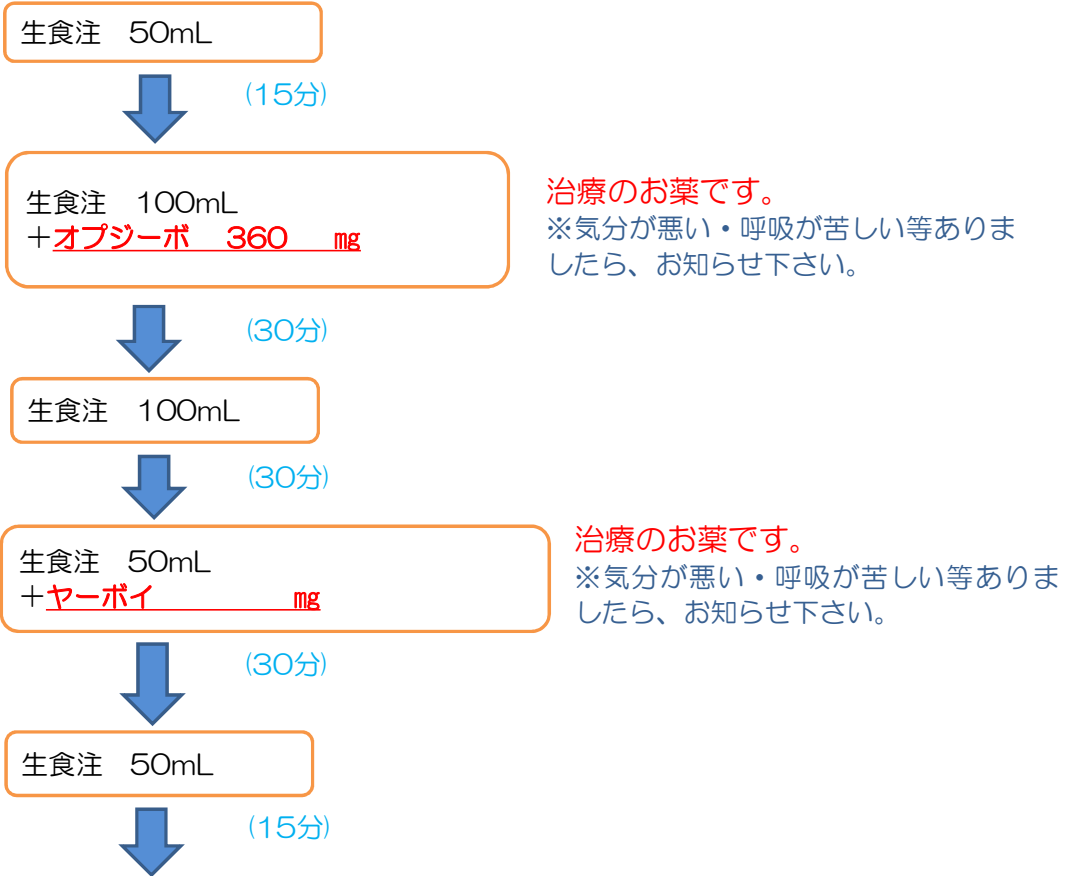 生食注　50mL
(15分)
生食注　100mL
＋オプジーボ　360　mg
治療のお薬です。
※気分が悪い・呼吸が苦しい等ありま
したら、お知らせ下さい。
(30分)
生食注　100mL
(30分)
生食注　50mL
＋ヤーボイ　　　　　mg
治療のお薬です。
※気分が悪い・呼吸が苦しい等ありま
したら、お知らせ下さい。
(30分)
生食注　50mL
(15分)